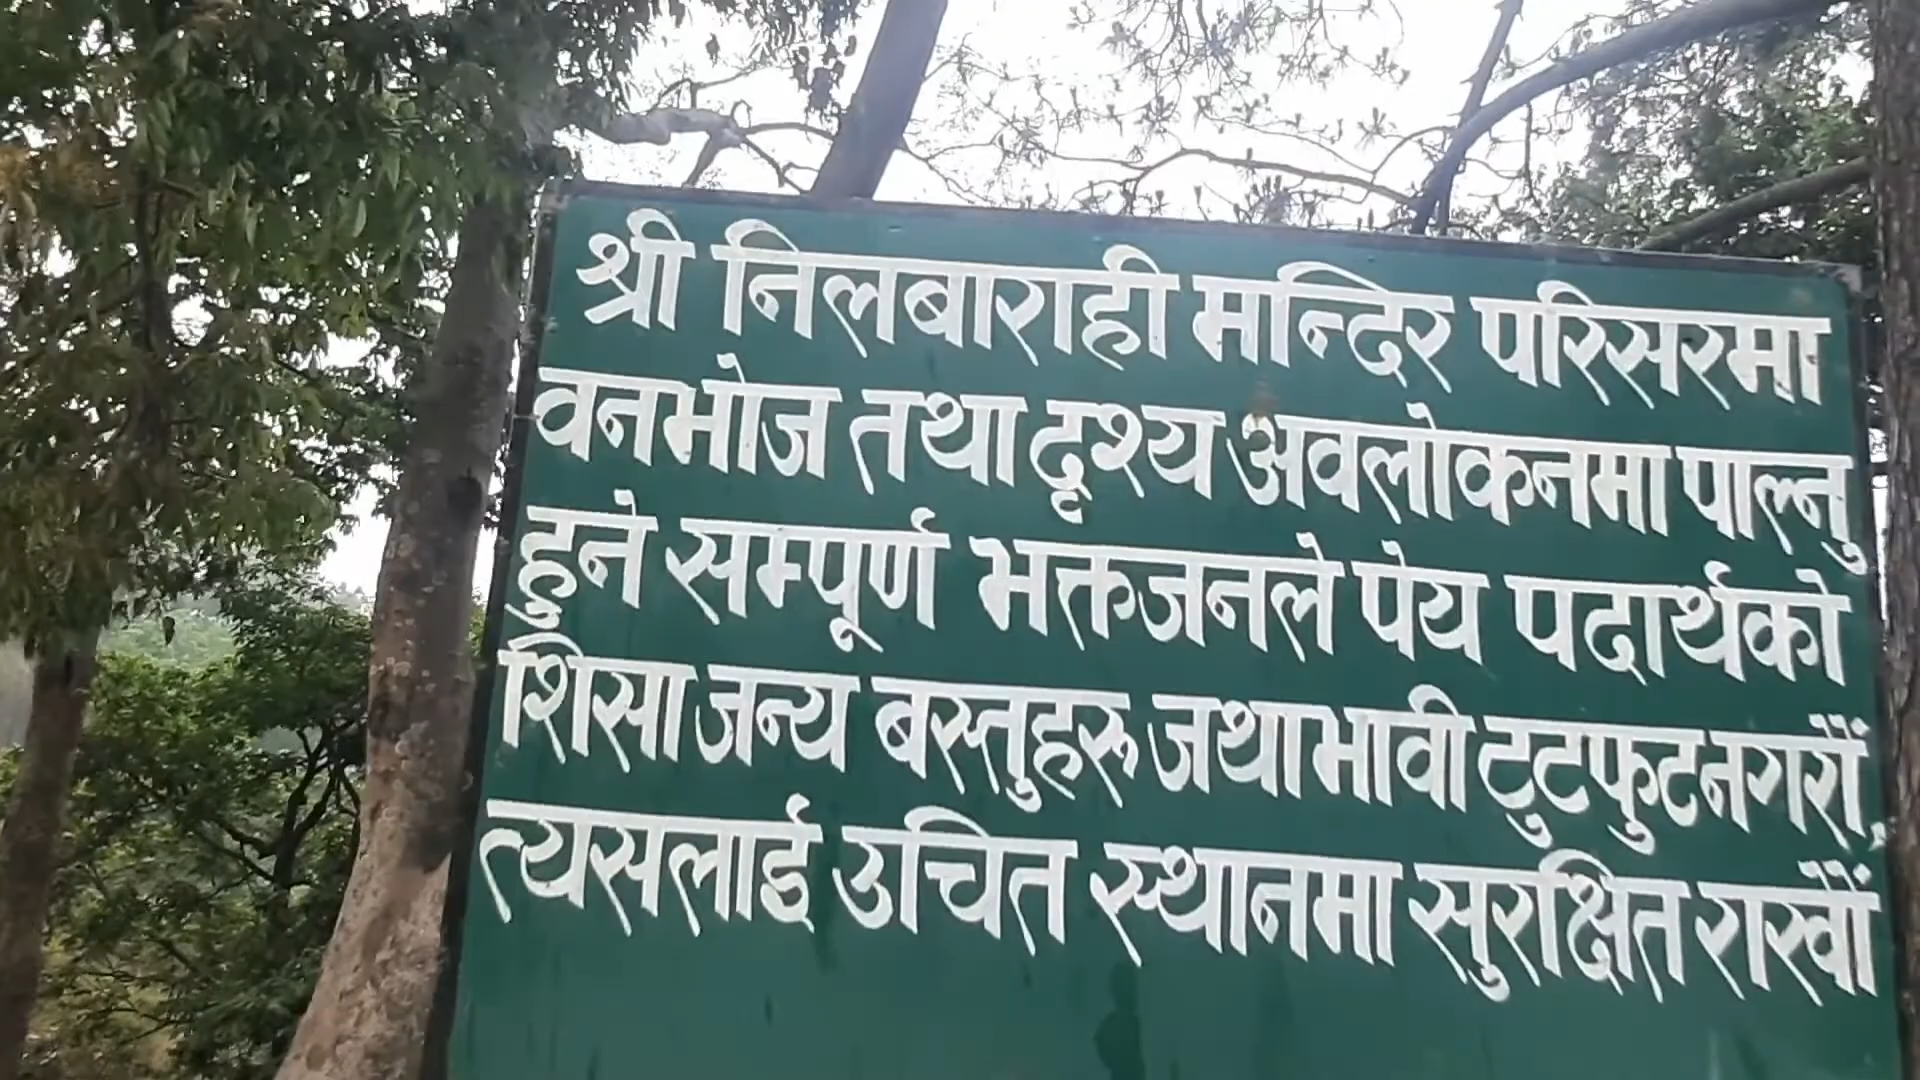 श्री निलबाराही मन्दिर परिसरमा
वनभोज तथा दृश्य अवलोकनमा पाल्नु
हुने सम्पूर्ण भक्तजनले पेय पदार्थको
शिसा जन्य बस्तुहरू जथाभावी टुटफुट नगरौं,
त्यसलाई उचित स्थानमा सुरक्षित राखौं